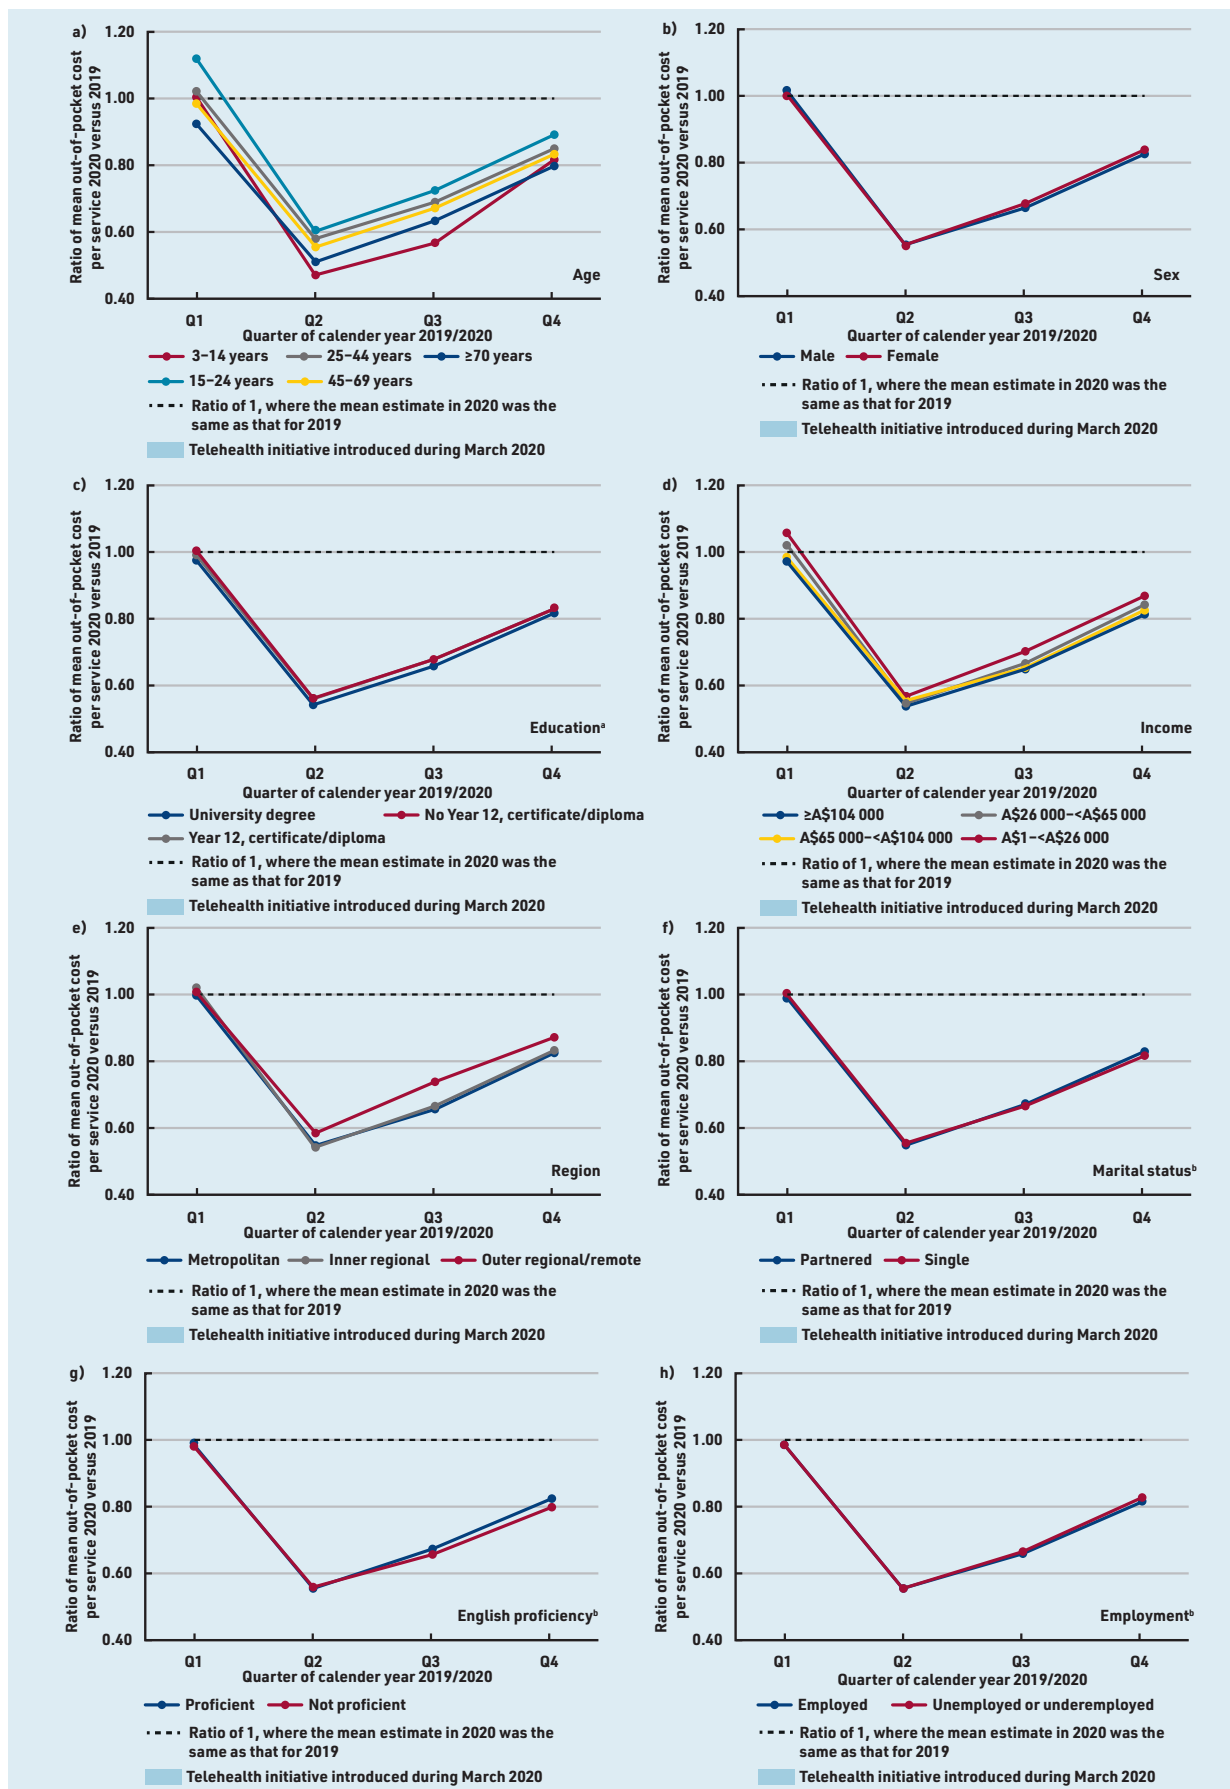 a)
Ratio of mean out-of-pocket cost
per service 2020 versus 2019
1.20
1.00
0.80
0.60
0.40
Age
Q1 Q2 Q3 Q4
Quarter of calender year 2019/2020
3–14 years 25–44 years ≥70 years
15–24 years 45–69 years
Ratio of 1, where the mean estimate in 2020 was the
same as that for 2019
Telehealth initiative introduced during March 2020
b)
Ratio of mean out-of-pocket cost
per service 2020 versus 2019
1.20
1.00
0.80
0.60
0.40
Sex
Q1 Q2 Q3 Q4
Quarter of calender year 2019/2020
Male Female
Ratio of 1, where the mean estimate in 2020 was the
same as that for 2019
Telehealth initiative introduced during March 2020
c)
Ratio of mean out-of-pocket cost
per service 2020 versus 2019
1.20
1.00
0.80
0.60
0.40
Educationᵃ
Q1 Q2 Q3 Q4
Quarter of calender year 2019/2020
University degree No Year 12, certificate/diploma
Year 12, certificate/diploma
Ratio of 1, where the mean estimate in 2020 was the
same as that for 2019
Telehealth initiative introduced during March 2020
d)
Ratio of mean out-of-pocket cost
per service 2020 versus 2019
1.20
1.00
0.80
0.60
0.40
Income
Q1 Q2 Q3 Q4
Quarter of calender year 2019/2020
≥A$104 000 A$26 000–<A$65 000
A$65 000–<A$104 000 A$1–<A$26 000
Ratio of 1, where the mean estimate in 2020 was the
same as that for 2019
Telehealth initiative introduced during March 2020
e)
Ratio of mean out-of-pocket cost
per service 2020 versus 2019
1.20
1.00
0.80
0.60
0.40
Region
Q1 Q2 Q3 Q4
Quarter of calender year 2019/2020
Metropolitan Inner regional Outer regional/remote
Ratio of 1, where the mean estimate in 2020 was the
same as that for 2019
Telehealth initiative introduced during March 2020
f)
Ratio of mean out-of-pocket cost
per service 2020 versus 2019
1.20
1.00
0.80
0.60
0.40
Marital statusᵇ
Q1 Q2 Q3 Q4
Quarter of calender year 2019/2020
Partnered Single
Ratio of 1, where the mean estimate in 2020 was the
same as that for 2019
Telehealth initiative introduced during March 2020
g)
Ratio of mean out-of-pocket cost
per service 2020 versus 2019
1.20
1.00
0.80
0.60
0.40
English proficiencyᵇ
Q1 Q2 Q3 Q4
Quarter of calender year 2019/2020
Proficient Not proficient
Ratio of 1, where the mean estimate in 2020 was the
same as that for 2019
Telehealth initiative introduced during March 2020
h)
Ratio of mean out-of-pocket cost
per service 2020 versus 2019
1.20
1.00
0.80
0.60
0.40
Employmentᵇ
Q1 Q2 Q3 Q4
Quarter of calender year 2019/2020
Employed Unemployed or underemployed
Ratio of 1, where the mean estimate in 2020 was the
same as that for 2019
Telehealth initiative introduced during March 2020